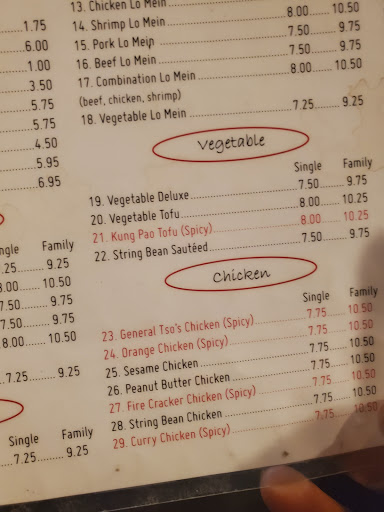 13. Chicken Lo Mein
14. Shrimp Lo Mein 8.00 10.50
15. Pork Lo Mein 7.50 9.75
16. Beef Lo Mein 7.50 9.75
17. Combination Lo Mein 8.00 10.50
(beef, chicken, shrimp)
18. Vegetable Lo Mein 7.25 9.25
Vegetable
Single Family
19. Vegetable Deluxe 7.50 9.75
20. Vegetable Tofu 8.00 10.25
21. Kung Pao Tofu (Spicy) 8.00 10.25
22. String Bean Sautéed 7.50 9.75
Chicken
Single Family
23. General Tso's Chicken (Spicy) 7.75 10.50
24. Orange Chicken (Spicy) 7.75 10.50
25. Sesame Chicken 7.75 10.50
26. Peanut Butter Chicken 7.75 10.50
27. Fire Cracker Chicken (Spicy) 7.75 10.50
28. String Bean Chicken 7.75 10.50
29. Curry Chicken (Spicy) 7.75 10.50
1.75
6.00
1.00
3.50
5.75
5.75
4.50
5.95
6.95
Family
.25 9.25
8.00 10.50
7.50 9.75
7.50 9.75
8.00 10.50
7.25 9.25
Single Family
7.25 9.25